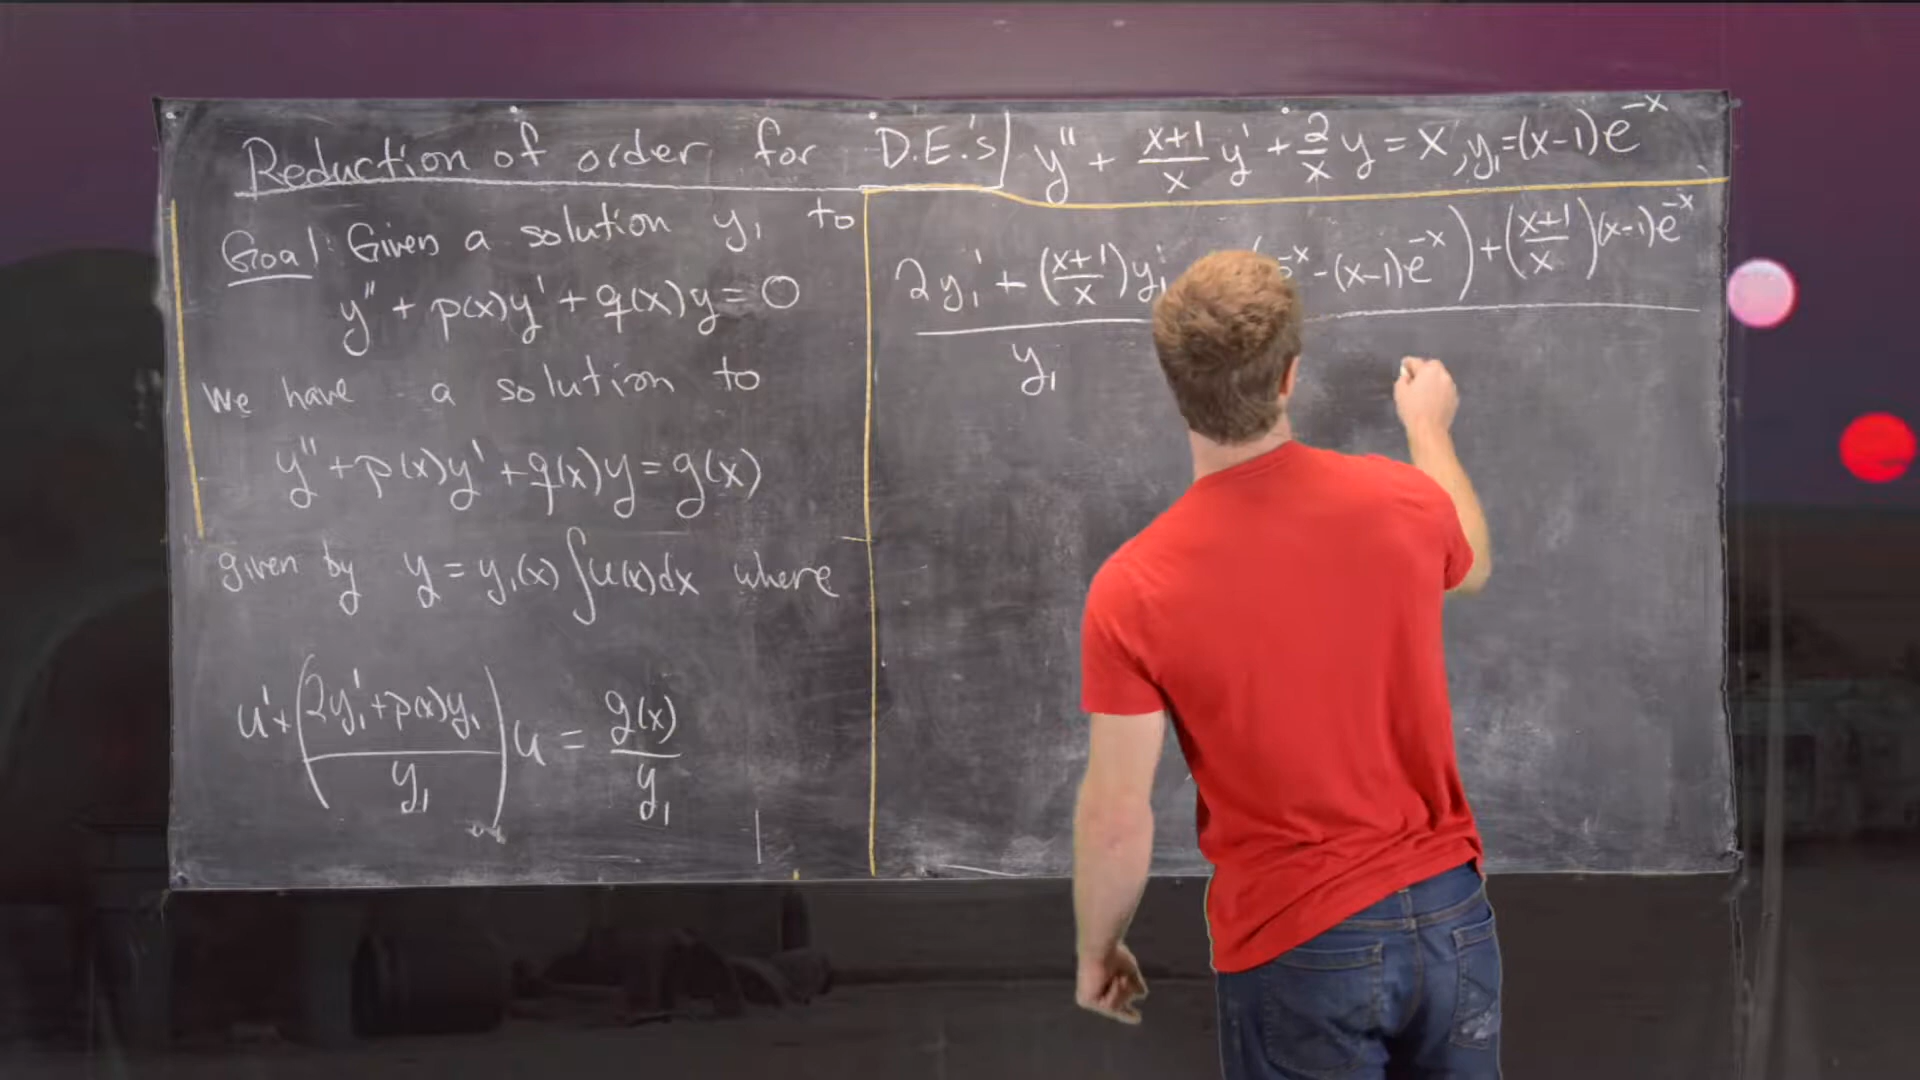 Reduction of order for D.E.'s
Goal: Given a solution y₁ to
y'' + p(x)y' + q(x)y = 0
we have a solution to
y'' + p(x)y' + q(x)y = g(x)
given by y = y₁(x) ∫u(x)dx where
u' + (2y₁' + p(x)y₁ / y₁) u = g(x) / y₁
y'' + x+1/x y' + 2/x y = x, y₁ = (x-1)e^-x
2y₁' + (x+1/x)y₁ / y₁ e^-x - (x-1)e^-x) + (x+1/x)(x-1)e^-x